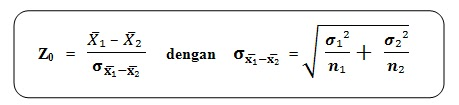 Z₀ = (X̄₁ − X̄₂) / σ_(x̄₁−x̄₂) dengan σ_(x̄₁−x̄₂) = √(σ₁²/n₁ + σ₂²/n₂)